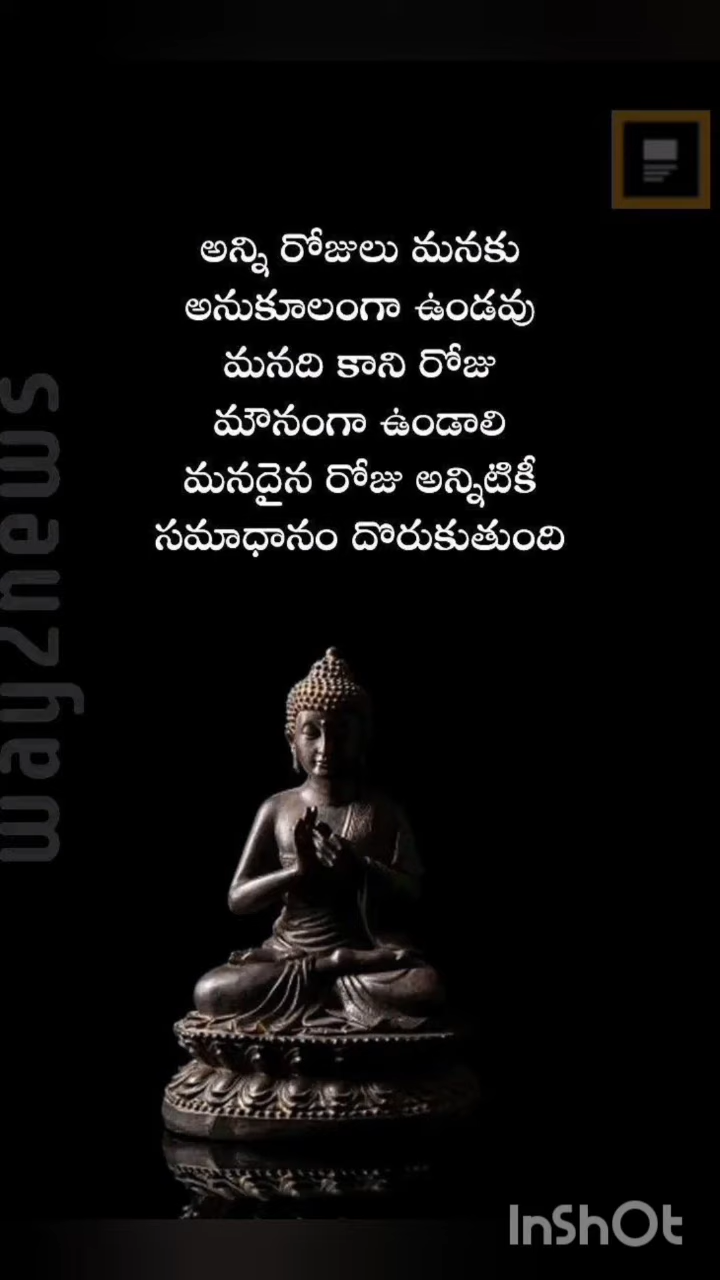 అన్ని రోజులు మనకు
అనుకూలంగా ఉండవు
మనది కాని రోజు
మౌనంగా ఉండాలి
మనదైన రోజు అన్నిటికీ
సమాధానం దొరుకుతుంది
way2news
InShOt